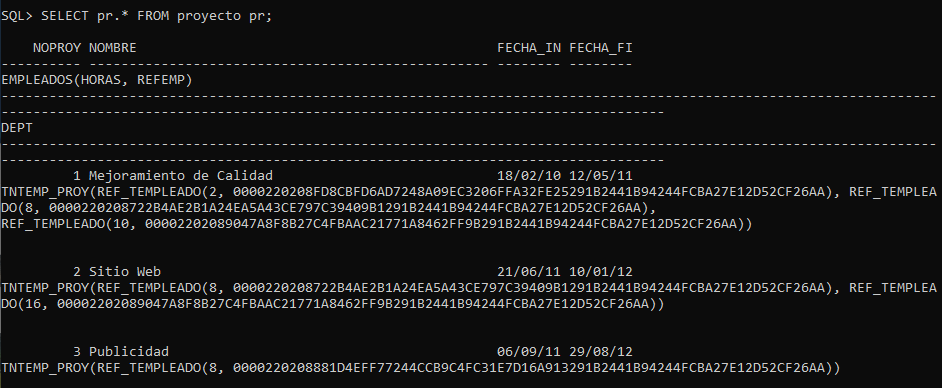 SQL> SELECT pr.* FROM proyecto pr;
NOPROY NOMBRE FECHA_IN FECHA_FI
---------- -------------------------------------------------- -------- --------
EMPLEADOS(HORAS, REFEMP)
---------------------------------------------------------------------------------------------------------------------
-----------------------------------------------------------------------------------
DEPT
---------------------------------------------------------------------------------------------------------------------
-----------------------------------------------------------------------------------
1 Mejoramiento de Calidad 18/02/10 12/05/11
TNTEMP_PROY(REF_TEMPLEADO(2, 0000220208FD8CBFD6AD7248A09EC3206FFA32FE25291B2441B94244FCBA27E12D52CF26AA), REF_TEMPLEA
DO(8, 0000220208722B4AE2B1A24EA5A43CE797C39409B1291B2441B94244FCBA27E12D52CF26AA),
REF_TEMPLEADO(10, 00002202089047A8F8B27C4FBAAC21771A8462FF9B291B2441B94244FCBA27E12D52CF26AA))
2 Sitio Web 21/06/11 10/01/12
TNTEMP_PROY(REF_TEMPLEADO(8, 0000220208722B4AE2B1A24EA5A43CE797C39409B1291B2441B94244FCBA27E12D52CF26AA), REF_TEMPLEA
DO(16, 00002202089047A8F8B27C4FBAAC21771A8462FF9B291B2441B94244FCBA27E12D52CF26AA))
3 Publicidad 06/09/11 29/08/12
TNTEMP_PROY(REF_TEMPLEADO(8, 0000220208881D4EFF77244CCB9C4FC31E7D16A913291B2441B94244FCBA27E12D52CF26AA))